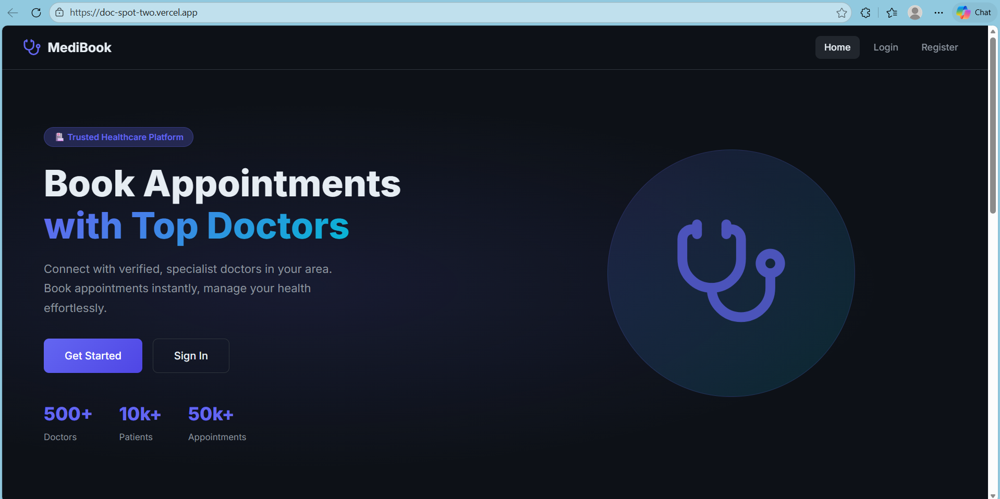 https://doc-spot-two.vercel.app
Chat
MediBook
Home
Login
Register
Trusted Healthcare Platform
Book Appointments
with Top Doctors
Connect with verified, specialist doctors in your area.
Book appointments instantly, manage your health
effortlessly.
Get Started
Sign In
500+
10k+
50k+
Doctors
Patients
Appointments